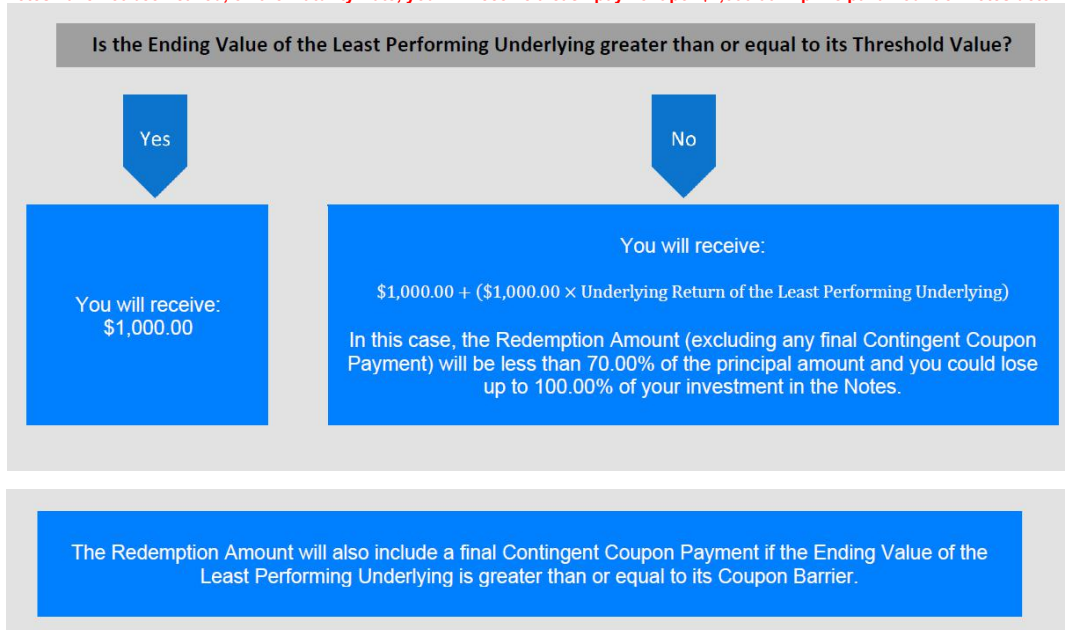 Is the Ending Value of the Least Performing Underlying greater than or equal to its Threshold Value?
Yes
No
You will receive:
$1,000.00
You will receive:
$1,000.00 + ($1,000.00 × Underlying Return of the Least Performing Underlying)
In this case, the Redemption Amount (excluding any final Contingent Coupon
Payment) will be less than 70.00% of the principal amount and you could lose
up to 100.00% of your investment in the Notes.
The Redemption Amount will also include a final Contingent Coupon Payment if the Ending Value of the
Least Performing Underlying is greater than or equal to its Coupon Barrier.